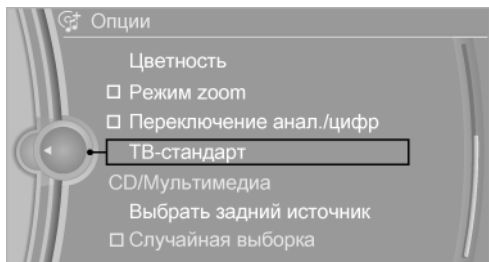 Опции
Цветность
Режим zoom
Переключение анал./цифр
ТВ-стандарт
CD/Мультимедиа
Выбрать задний источник
Случайная выборка